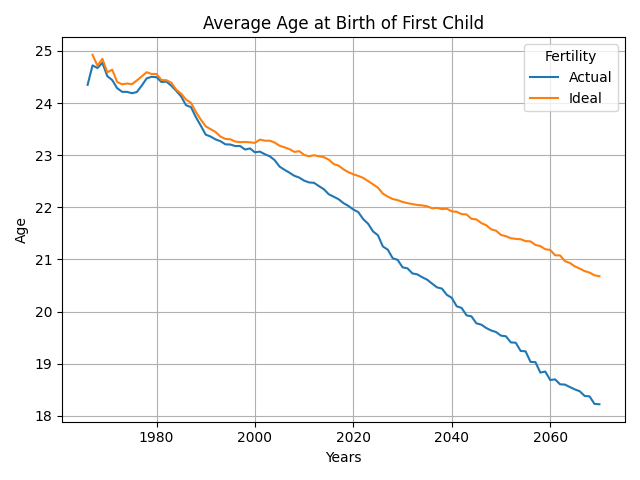 Average Age at Birth of First Child
Fertility
Actual
Ideal
Age
25
24
23
22
21
20
19
18
1980
2000
2020
2040
2060
Years